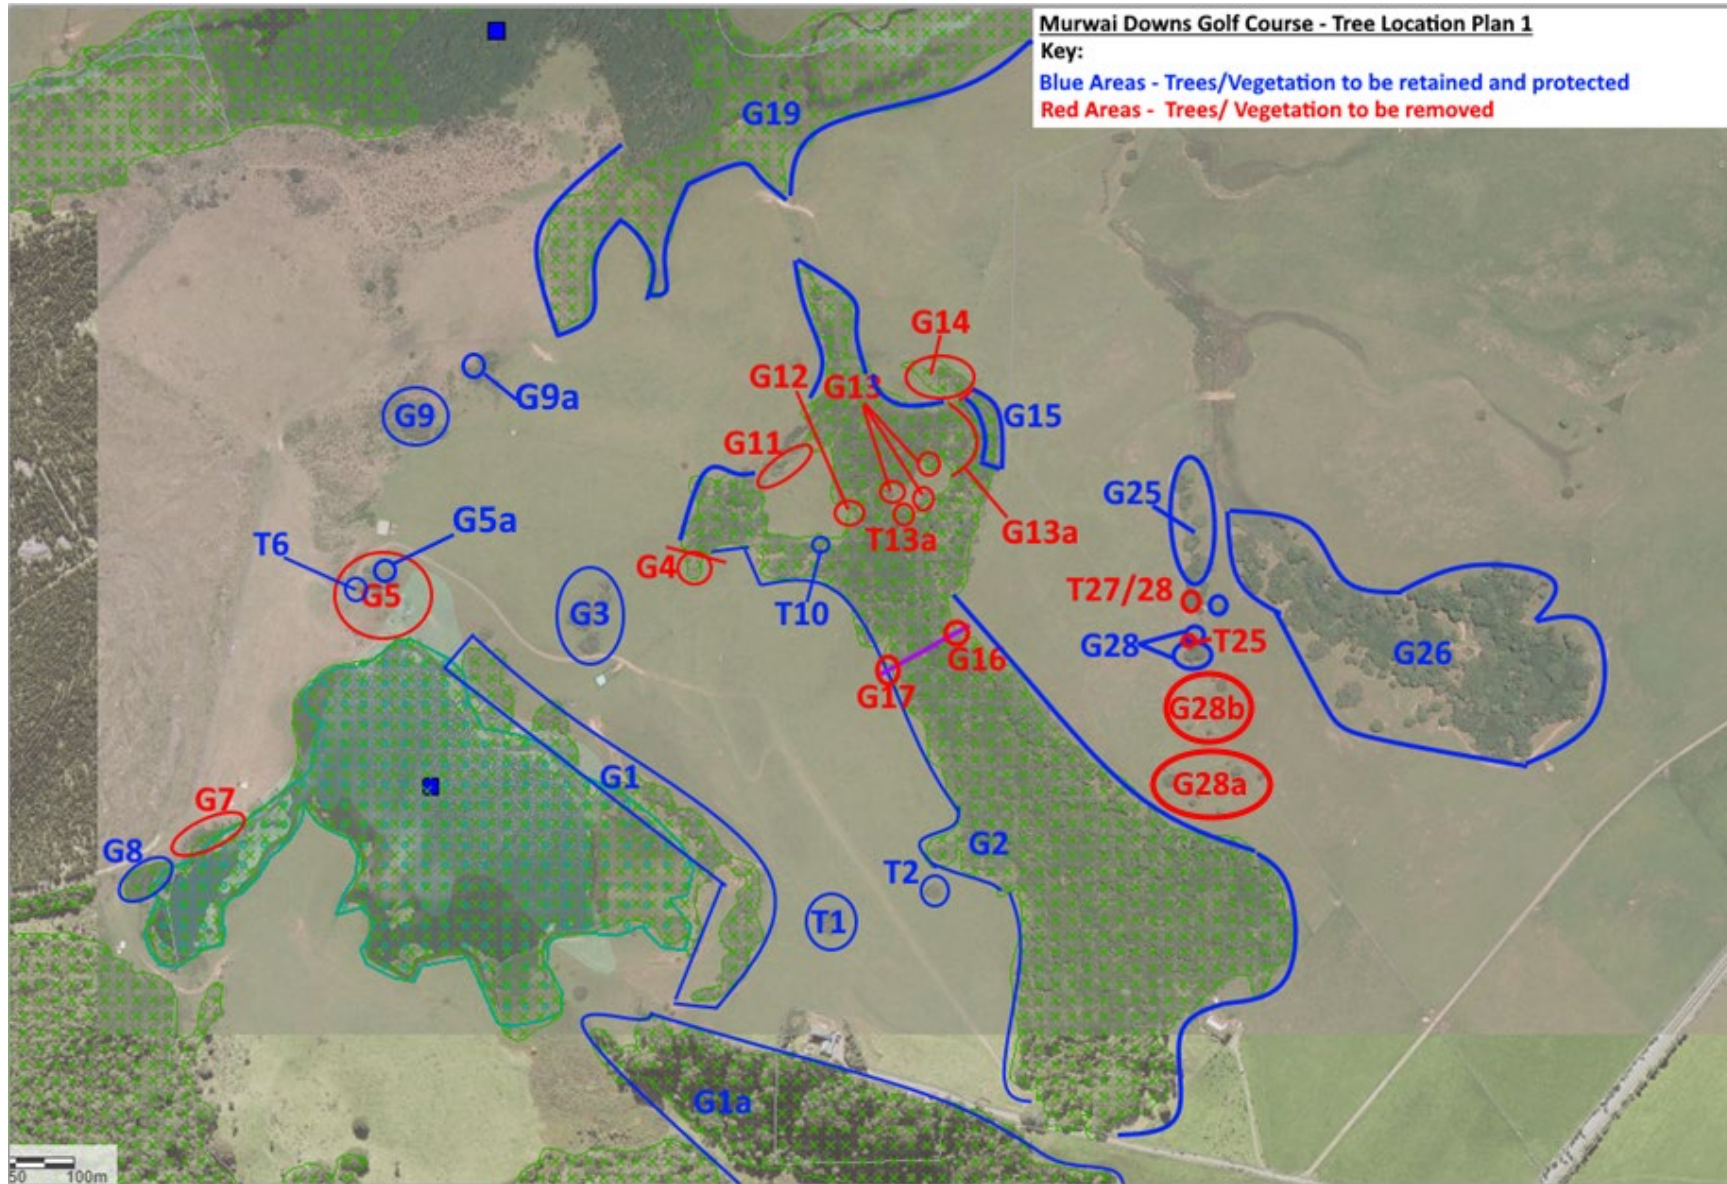 Murwai Downs Golf Course - Tree Location Plan 1
Key:
Blue Areas - Trees/Vegetation to be retained and protected
Red Areas - Trees/ Vegetation to be removed
G19
G14
G12
G13
G9a
G9
G15
G11
G25
G5a
T6
T13a
G13a
G4
G5
T27/28
G3
T10
G28
T25
G26
G16
G17
G28b
G1
G28a
G7
G8
G2
T2
T1
G1a
50 100m